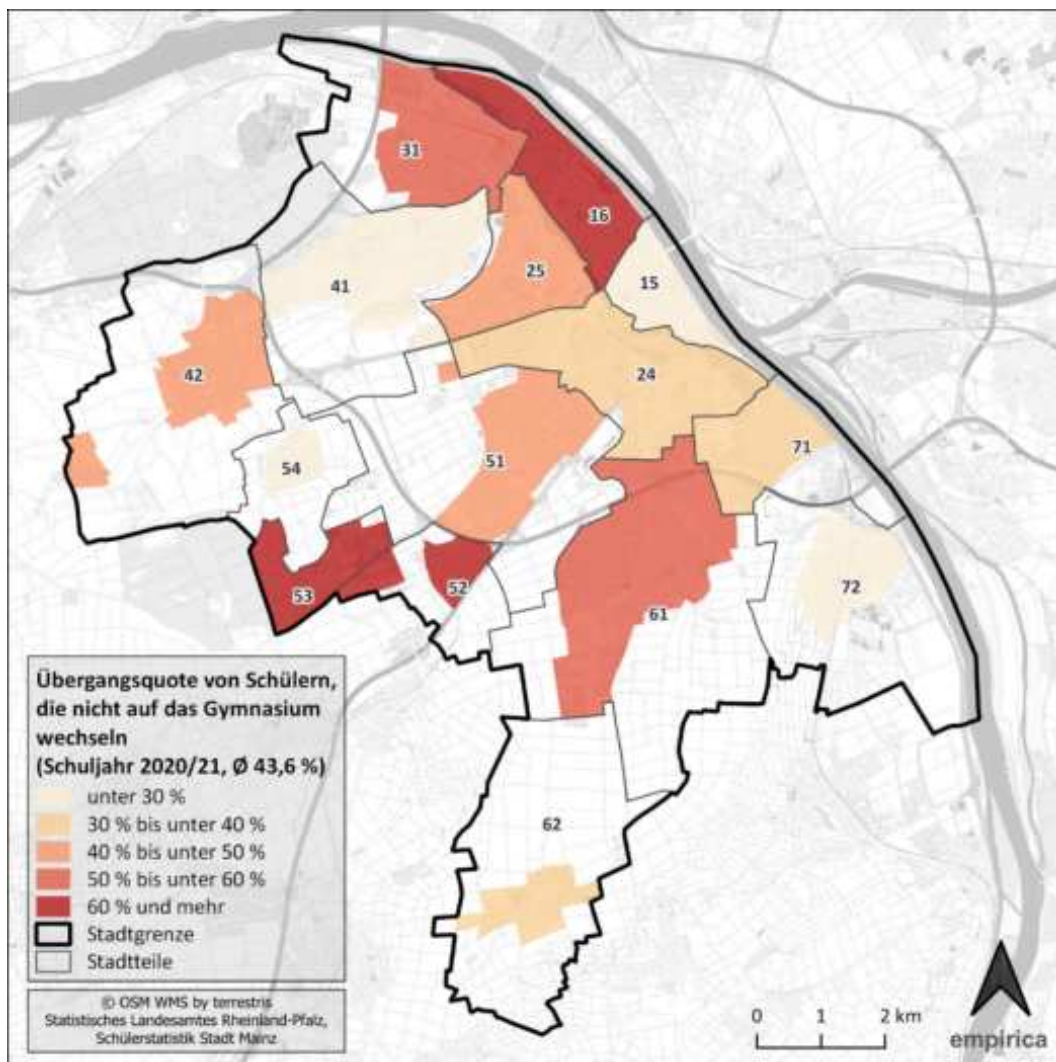 31
16
25
15
41
42
24
54
51
71
53
52
61
72
62
Übergangsquote von Schülern,
die nicht auf das Gymnasium
wechseln
(Schuljahr 2020/21, Ø 43,6 %)
unter 30 %
30 % bis unter 40 %
40 % bis unter 50 %
50 % bis unter 60 %
60 % und mehr
Stadtgrenze
Stadtteile
© OSM WMS by terrestris
Statistisches Landesamtes Rheinland-Pfalz,
Schülerstatistik Stadt Mainz
0 1 2 km
empirica